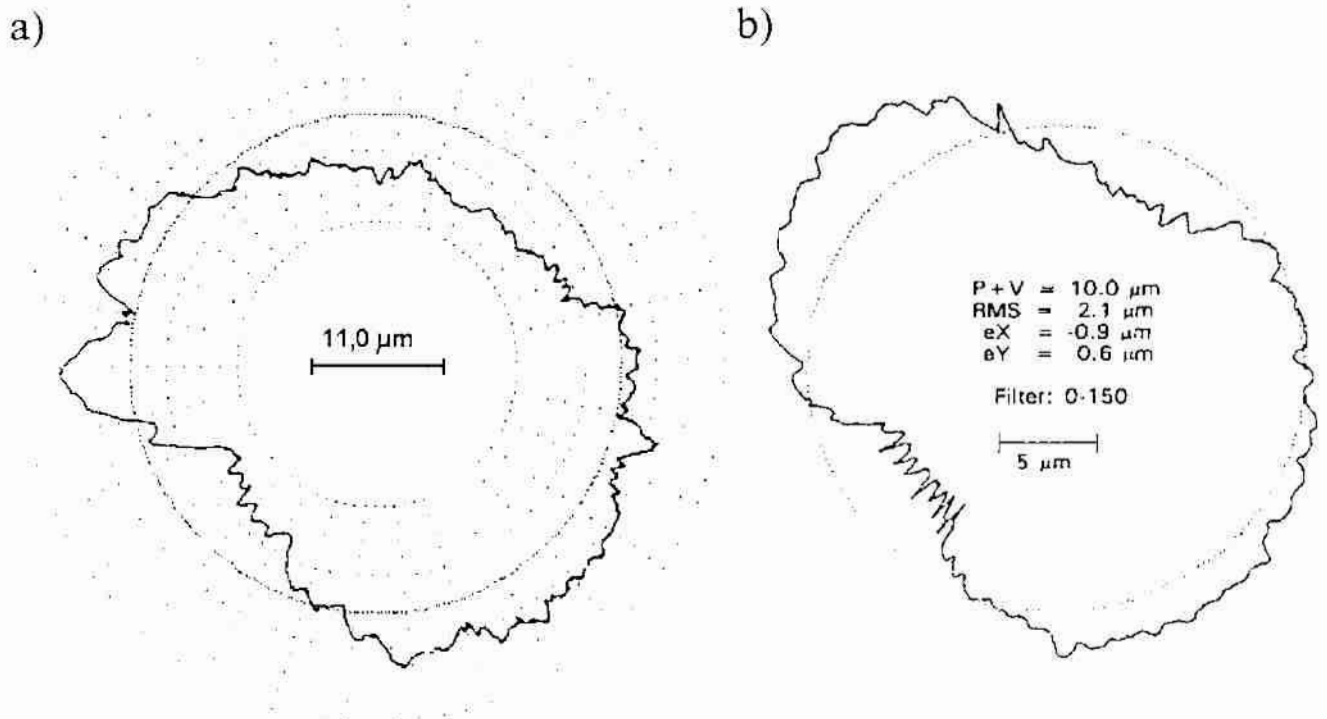 a)
b)
11,0 µm
P+V = 10.0 µm
RMS = 2.1 µm
eX = -0.9 µm
eY = 0.6 µm
Filter: 0-150
5 µm